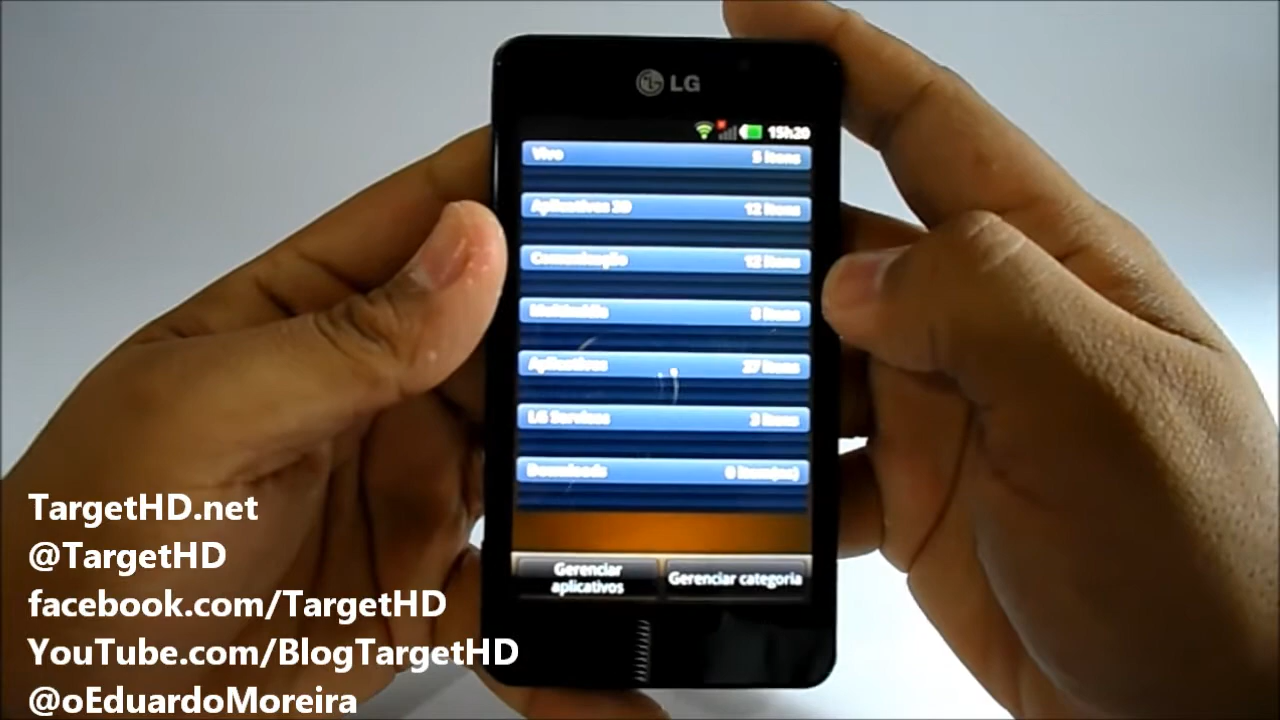 LG
15h20
Vivo 5 itens
Aplicativos 3D 12 itens
Comunicação 12 itens
Multimídia 8 itens
Aplicativos 27 itens
LG Services 3 itens
Downloads 0 item(ns)
Gerenciar
aplicativos
Gerenciar categoria
TargetHD.net
@TargetHD
facebook.com/TargetHD
YouTube.com/BlogTargetHD
@oEduardoMoreira